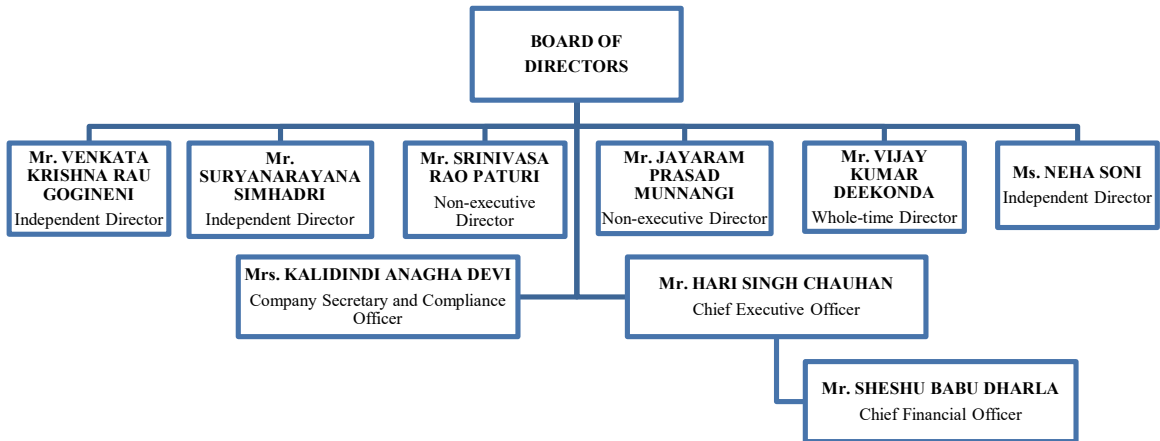 BOARD OF
DIRECTORS
Mr. VENKATA
KRISHNA RAU
GOGINENI
Independent Director
Mr.
SURYANARAYANA
SIMHADRI
Independent Director
Mr. SRINIVASA
RAO PATURI
Non-executive
Director
Mr. JAYARAM
PRASAD
MUNNANGI
Non-executive Director
Mr. VIJAY
KUMAR
DEEKONDA
Whole-time Director
Ms. NEHA SONI
Independent Director
Mrs. KALIDINDI ANAGHA DEVI
Company Secretary and Compliance
Officer
Mr. HARI SINGH CHAUHAN
Chief Executive Officer
Mr. SHESHU BABU DHARLA
Chief Financial Officer